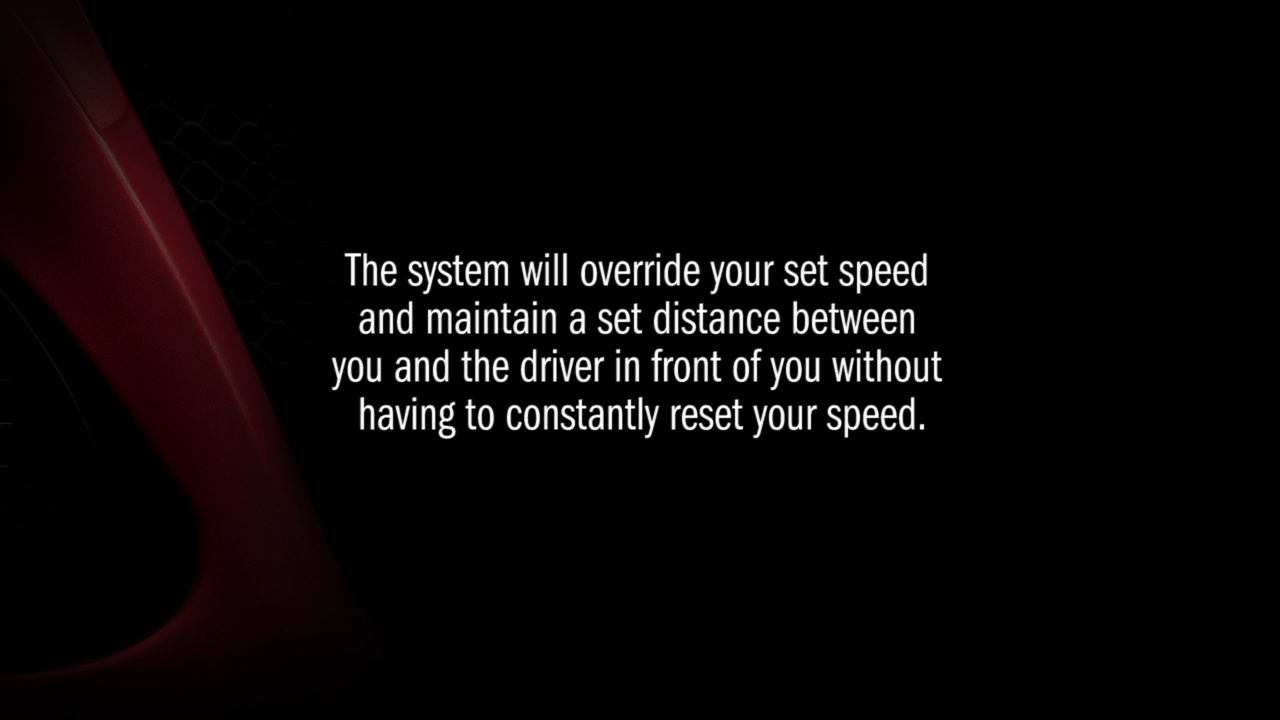 The system will override your set speed
and maintain a set distance between
you and the driver in front of you without
having to constantly reset your speed.